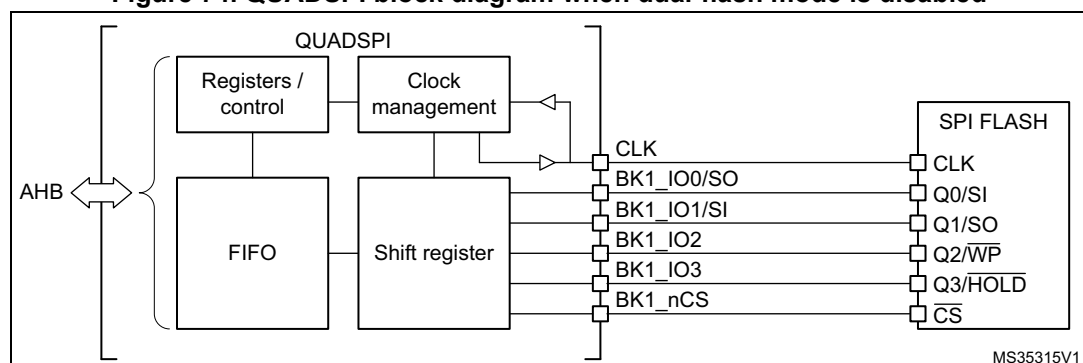 Figure 71. QUADSPI block diagram when dual-flash mode is disabled
QUADSPI
Registers /
control
Clock
management
SPI FLASH
CLK
CLK
BK1_IO0/SO
Q0/SI
BK1_IO1/SI
Q1/SO
AHB
FIFO
Shift register
BK1_IO2
Q2/WP
BK1_IO3
Q3/HOLD
BK1_nCS
CS
MS35315V1